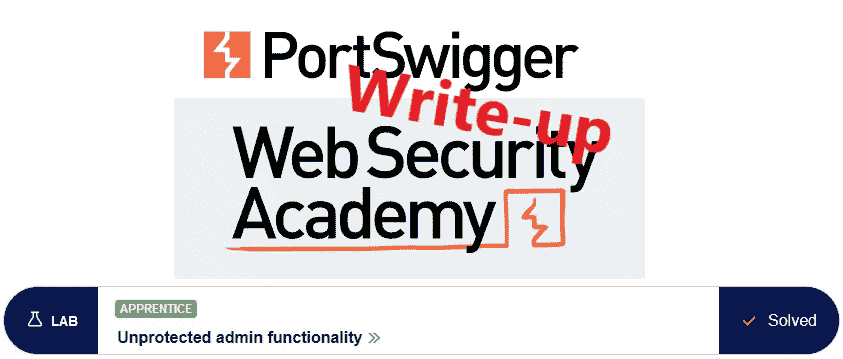 PortSwigger
Write-up
Web Security
Academy
LAB
APPRENTICE
Unprotected admin functionality
Solved